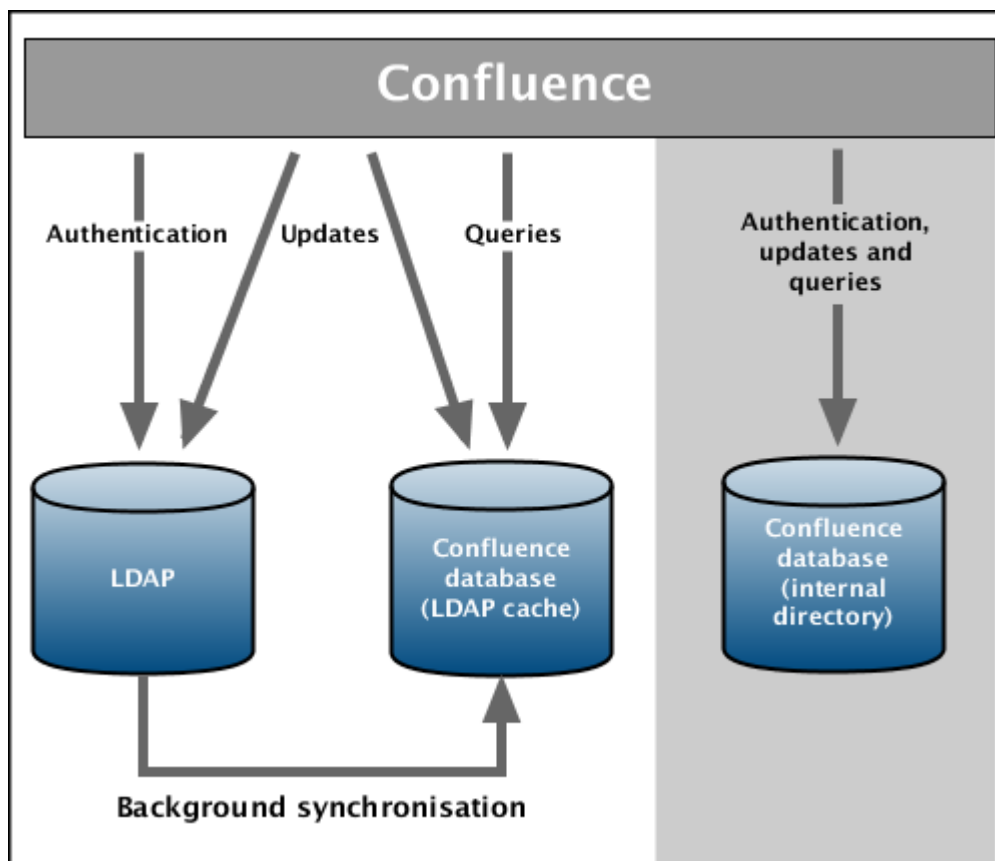 Confluence
Authentication
Updates
Queries
Authentication,
updates and
queries
LDAP
Confluence
database
(LDAP cache)
Confluence
database
(internal
directory)
Background synchronisation